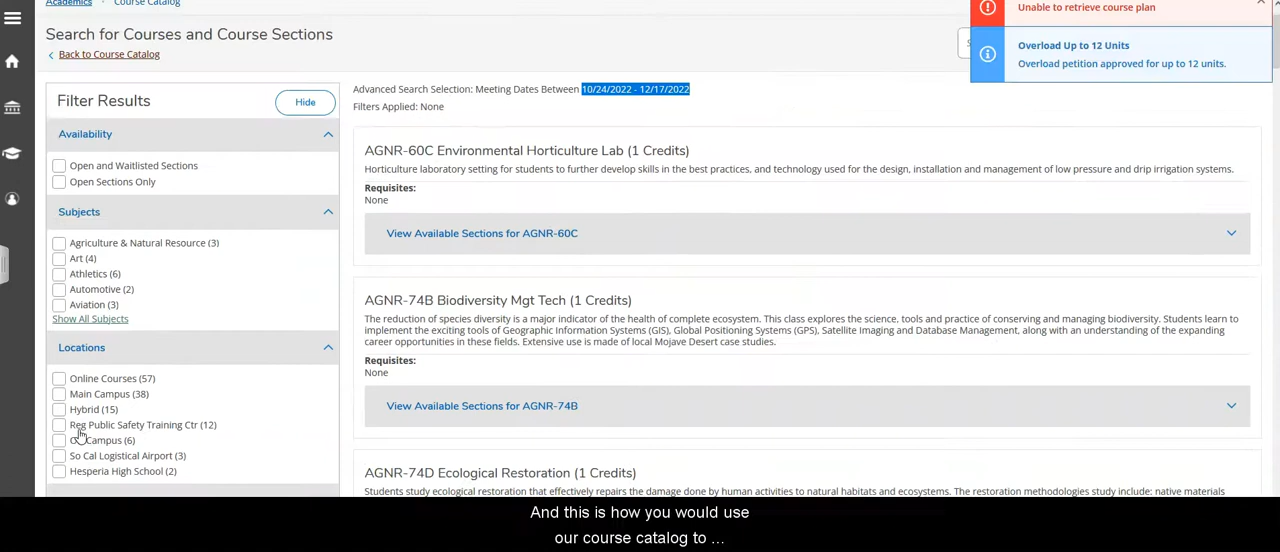 Academics
Course Catalog
Unable to retrieve course plan
Search for Courses and Course Sections
Back to Course Catalog
Overload Up to 12 Units
Overload petition approved for up to 12 units.
Filter Results
Hide
Availability
Open and Waitlisted Sections
Open Sections Only
Subjects
Agriculture & Natural Resource (3)
Art (4)
Athletics (6)
Automotive (2)
Aviation (3)
Show All Subjects
Locations
Online Courses (57)
Main Campus (38)
Hybrid (15)
Reg Public Safety Training Ctr (12)
Campus (6)
So Cal Logistical Airport (3)
Hesperia High School (2)
Advanced Search Selection: Meeting Dates Between 10/24/2022 - 12/17/2022
Filters Applied: None
AGNR-60C Environmental Horticulture Lab (1 Credits)
Horticulture laboratory setting for students to further develop skills in the best practices, and technology used for the design, installation and management of low pressure and drip irrigation systems.
Requisites:
None
View Available Sections for AGNR-60C
AGNR-74B Biodiversity Mgt Tech (1 Credits)
The reduction of species diversity is a major indicator of the health of complete ecosystem. This class explores the science, tools and practice of conserving and managing biodiversity. Students learn to
implement the exciting tools of Geographic Information Systems (GIS), Global Positioning Systems (GPS), Satellite Imaging and Database Management, along with an understanding of the expanding
career opportunities in these fields. Extensive use is made of local Mojave Desert case studies.
Requisites:
None
View Available Sections for AGNR-74B
AGNR-74D Ecological Restoration (1 Credits)
Students study ecological restoration that effectively repairs the damage done by human activities to natural habitats and ecosystems. The restoration methodologies study include: native materials
And this is how you would use
our course catalog to ...